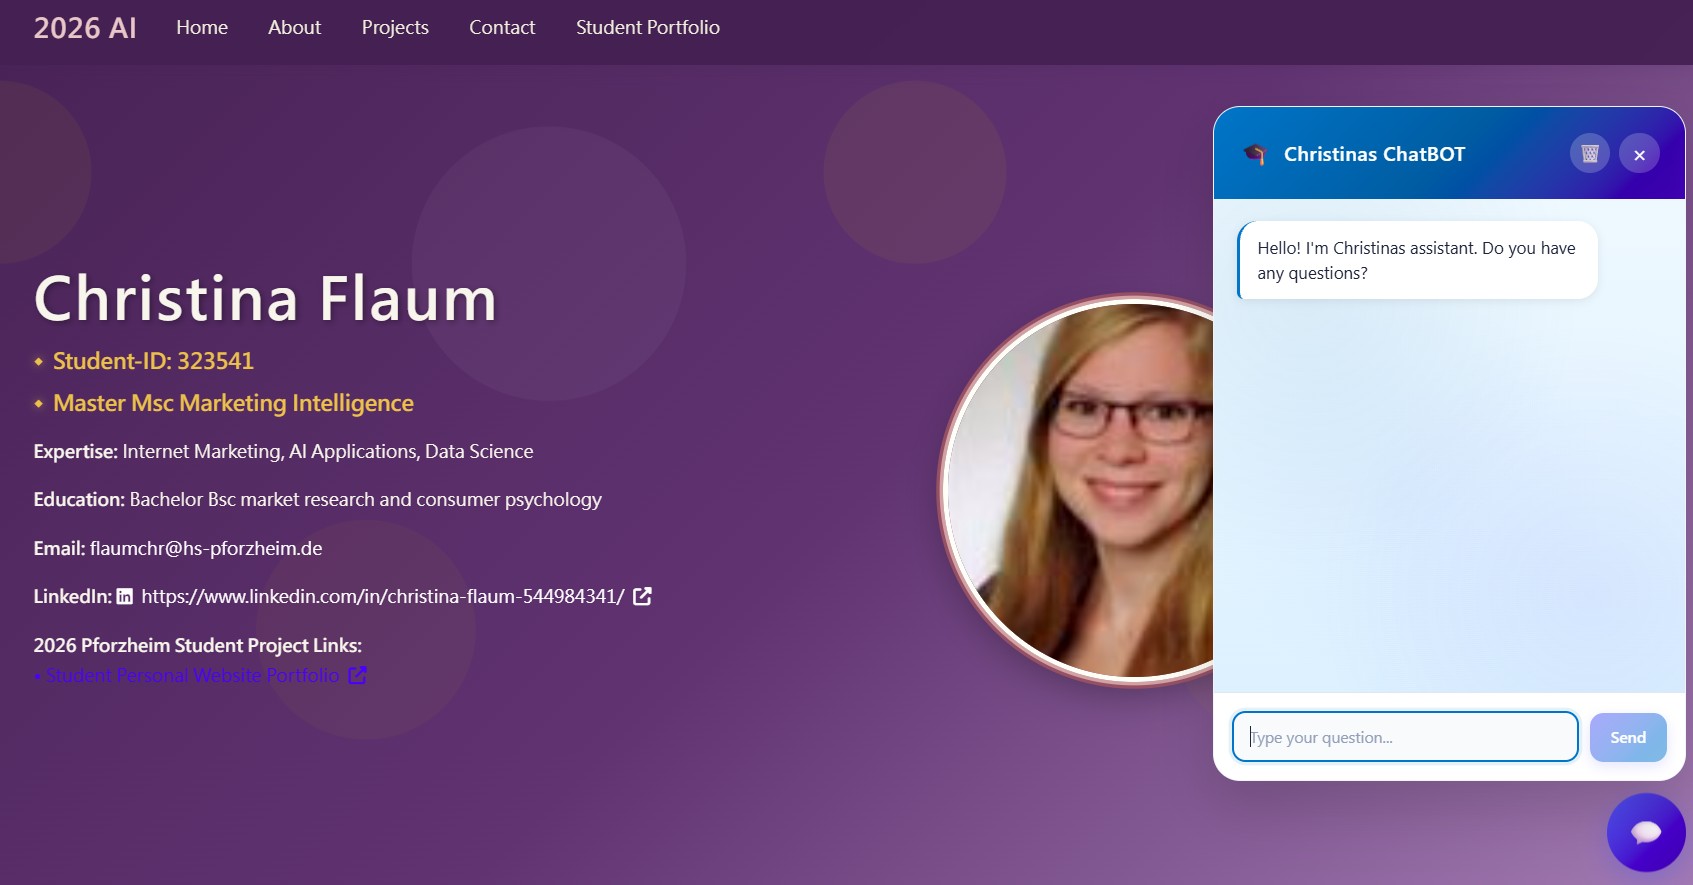 2026 AI
Home
About
Projects
Contact
Student Portfolio
Christina Flaum
Student-ID: 323541
Master Msc Marketing Intelligence
Expertise: Internet Marketing, AI Applications, Data Science
Education: Bachelor Bsc market research and consumer psychology
Email: flaumchr@hs-pforzheim.de
LinkedIn: in https://www.linkedin.com/in/christina-flaum-544984341/
2026 Pforzheim Student Project Links:
• Student Personal Website Portfolio
Christinas ChatBOT
×
Hello! I'm Christinas assistant. Do you have
any questions?
Type your question...
Send